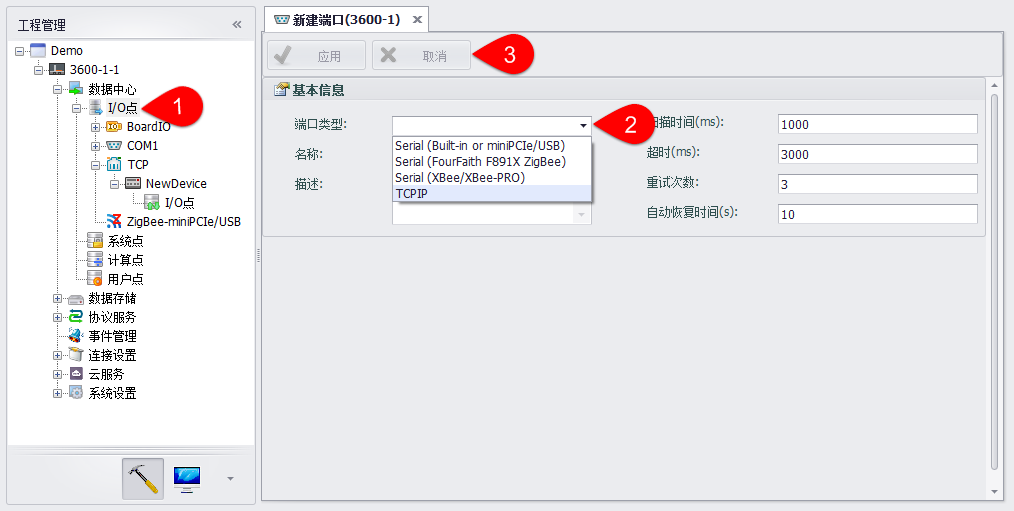 工程管理
Demo
3600-1-1
数据中心
I/O点
BoardIO
COM1
TCP
NewDevice
I/O点
ZigBee-miniPCIe/USB
系统点
计算点
用户点
数据存储
协议服务
事件管理
连接设置
云服务
系统设置
1
新建端口(3600-1)
应用
取消
3
基本信息
端口类型:
2
Serial (Built-in or miniPCIe/USB)
Serial (FourFaith F891X ZigBee)
Serial (XBee/XBee-PRO)
TCPIP
名称:
描述:
描时间(ms):
1000
超时(ms):
3000
重试次数:
3
自动恢复时间(s):
10